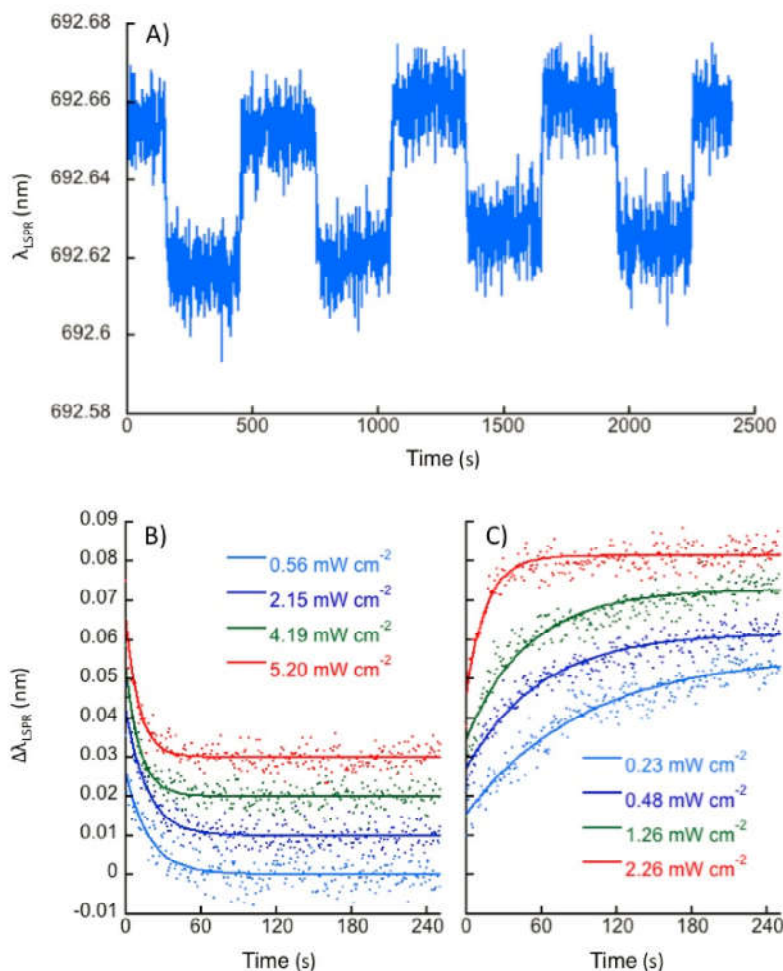 A)
692.68
692.66
692.64
692.62
692.6
692.58
λLSPR (nm)
0 500 1000 1500 2000 2500
Time (s)
B)
0.56 mW cm-2
2.15 mW cm-2
4.19 mW cm-2
5.20 mW cm-2
0.09
0.08
0.07
0.06
0.05
0.04
0.03
0.02
0.01
0
-0.01
ΔλLSPR (nm)
0 60 120 180 240
Time (s)
C)
0.23 mW cm-2
0.48 mW cm-2
1.26 mW cm-2
2.26 mW cm-2
0 60 120 180 240
Time (s)